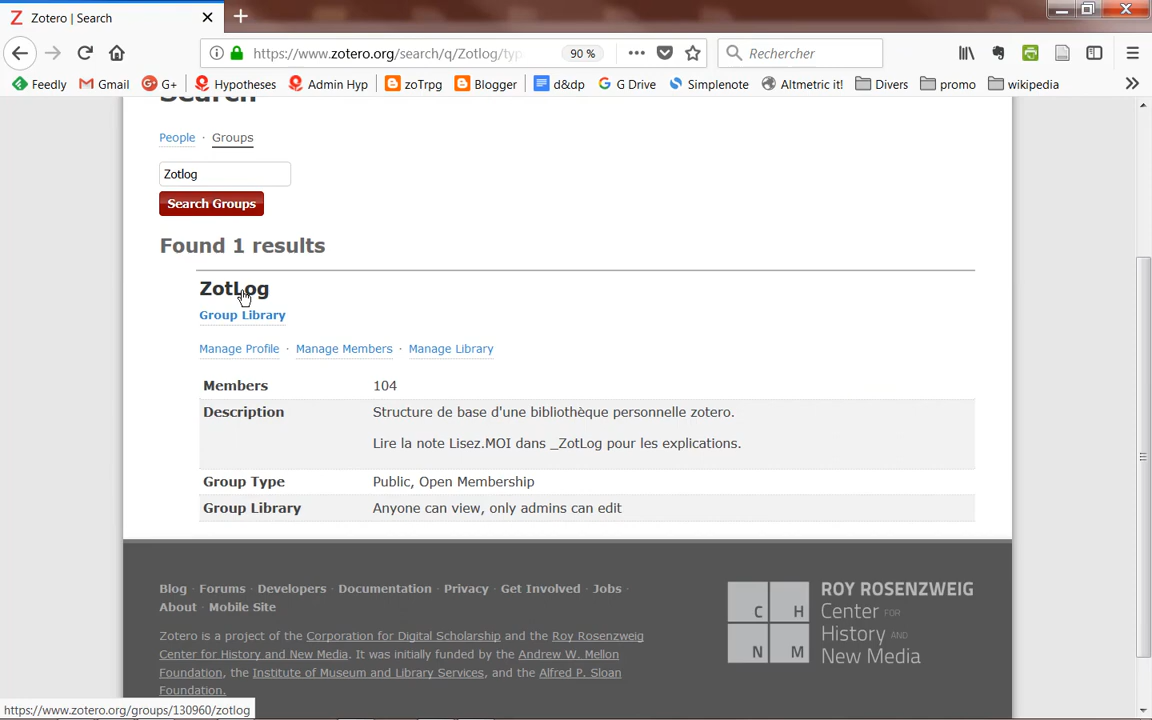 Zotero | Search
https://www.zotero.org/search/q/Zotlog/typ
90 %
Rechercher
Feedly
Gmail
G+
Hypotheses
Admin Hyp
zoTrpg
Blogger
d&dp
G Drive
Simplenote
Altmetric it!
Divers
promo
wikipedia
Search
People · Groups
Zotlog
Search Groups
Found 1 results
ZotLog
Group Library
Manage Profile · Manage Members · Manage Library
Members 104
Description Structure de base d'une bibliothèque personnelle zotero.
Lire la note Lisez.MOI dans _ZotLog pour les explications.
Group Type Public, Open Membership
Group Library Anyone can view, only admins can edit
Blog · Forums · Developers · Documentation · Privacy · Get Involved · Jobs ·
About · Mobile Site
Zotero is a project of the Corporation for Digital Scholarship and the Roy Rosenzweig
Center for History and New Media. It was initially funded by the Andrew W. Mellon
Foundation, the Institute of Museum and Library Services, and the Alfred P. Sloan
Foundation.
C H
N M
ROY ROSENZWEIG
Center FOR
History AND
New Media
https://www.zotero.org/groups/130960/zotlog